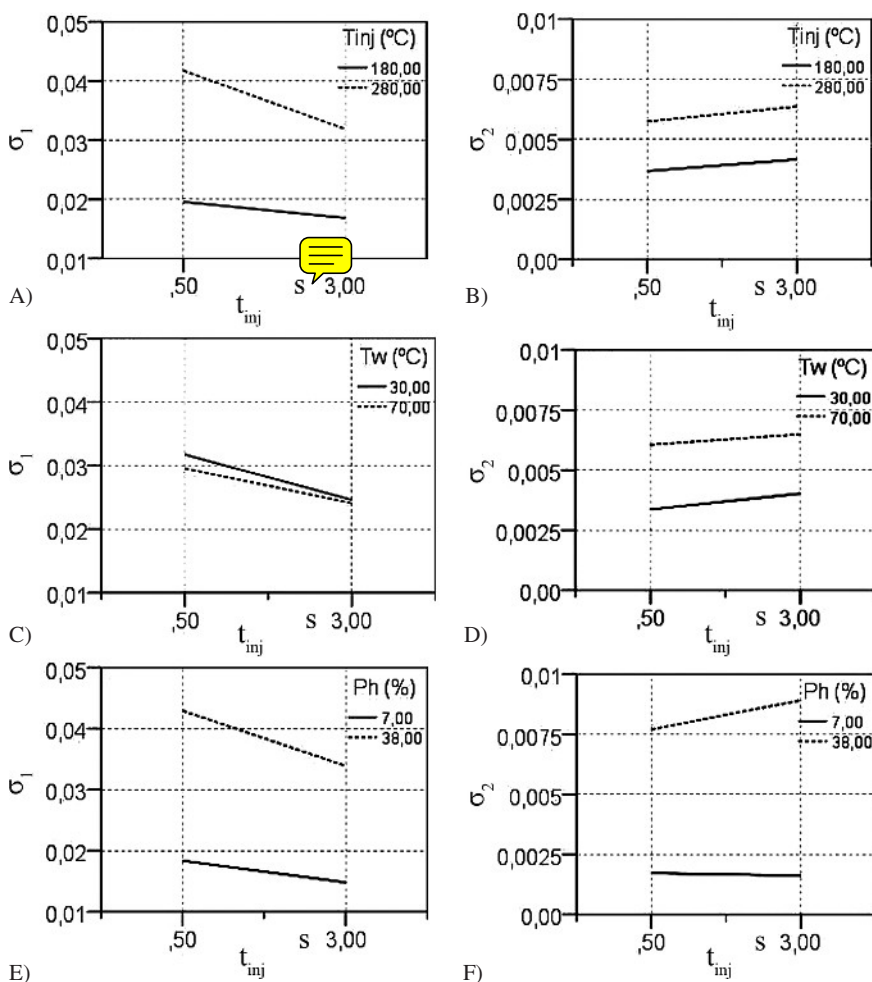 0,05
0,04
0,03
0,02
0,01
σ1
Tinj (ºC)
180,00
280,00
,50
s 3,00
tinj
A)
0,01
0,0075
0,005
0,0025
0,00
σ2
Tinj (ºC)
180,00
280,00
,50
s 3,00
tinj
B)
0,05
0,04
0,03
0,02
0,01
σ1
Tw (ºC)
30,00
70,00
,50
s 3,00
tinj
C)
0,01
0,0075
0,005
0,0025
0,00
σ2
Tw (ºC)
30,00
70,00
,50
s 3,00
tinj
D)
0,05
0,04
0,03
0,02
0,01
σ1
Ph (%)
7,00
38,00
,50
s 3,00
tinj
E)
0,01
0,0075
0,005
0,0025
0,00
σ2
Ph (%)
7,00
38,00
,50
s 3,00
tinj
F)